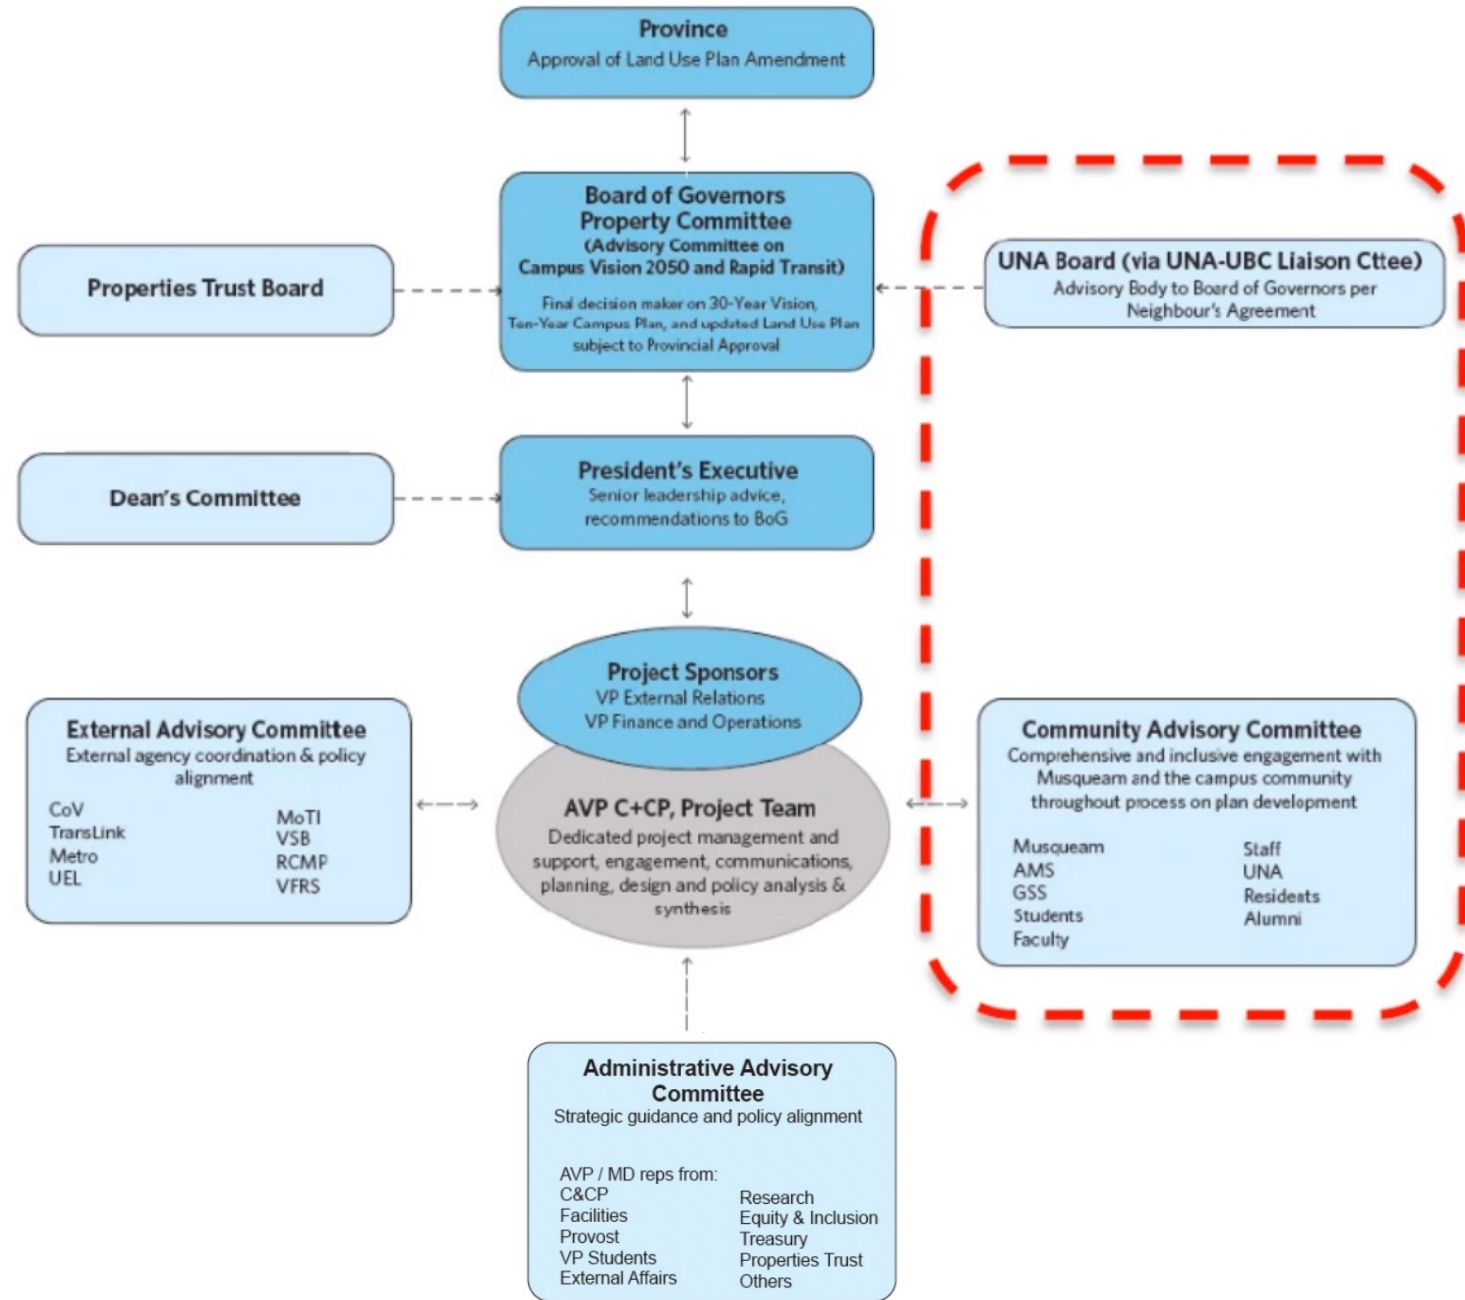 Province
Approval of Land Use Plan Amendment
Board of Governors
Property Committee
(Advisory Committee on
Campus Vision 2050 and Rapid Transit)
Final decision maker on 30-Year Vision,
Ten-Year Campus Plan, and updated Land Use Plan
subject to Provincial Approval
Properties Trust Board
UNA Board (via UNA-UBC Liaison Cttee)
Advisory Body to Board of Governors per
Neighbour's Agreement
Dean's Committee
President's Executive
Senior leadership advice,
recommendations to BoG
Project Sponsors
VP External Relations
VP Finance and Operations
External Advisory Committee
External agency coordination & policy
alignment
CoV
TransLink
Metro
UEL
MoTI
VSB
RCMP
VFRS
AVP C+CP, Project Team
Dedicated project management and
support, engagement, communications,
planning, design and policy analysis &
synthesis
Community Advisory Committee
Comprehensive and inclusive engagement with
Musqueam and the campus community
throughout process on plan development
Musqueam
AMS
GSS
Students
Faculty
Staff
UNA
Residents
Alumni
Administrative Advisory
Committee
Strategic guidance and policy alignment
AVP / MD reps from:
C&CP
Facilities
Provost
VP Students
External Affairs
Research
Equity & Inclusion
Treasury
Properties Trust
Others